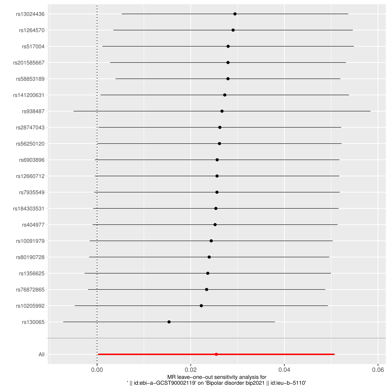 rs13024436
rs1264570
rs517004
rs201585667
rs58853189
rs141200631
rs938487
rs28747043
rs56250120
rs6903896
rs12660712
rs7935549
rs184303531
rs404977
rs10091979
rs80190728
rs1356625
rs76872865
rs10205992
rs130065
All
0.00
0.02
0.04
0.06
MR leave−one−out sensitivity analysis for
' || id:ebi−a−GCST90002119' on 'Bipolar disorder bip2021 || id:ieu−b−5110'